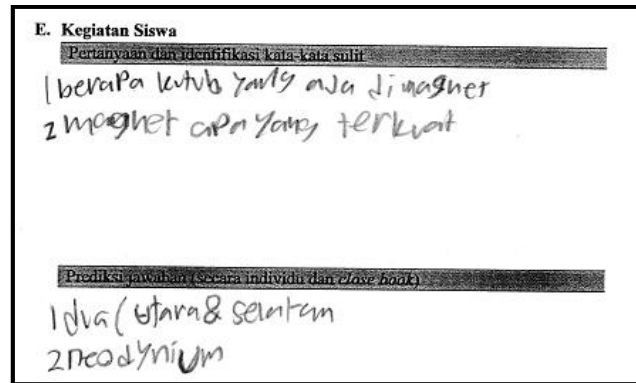 E. Kegiatan Siswa
Pertanyaan dan identifikasi kata-kata sulit
1 berapa kutub yang ada di magnet
2 magnet apa yang terkuat
Prediksi jawaban (secara individu dan close book)
1 dua (utara & selatan
2 neodynium